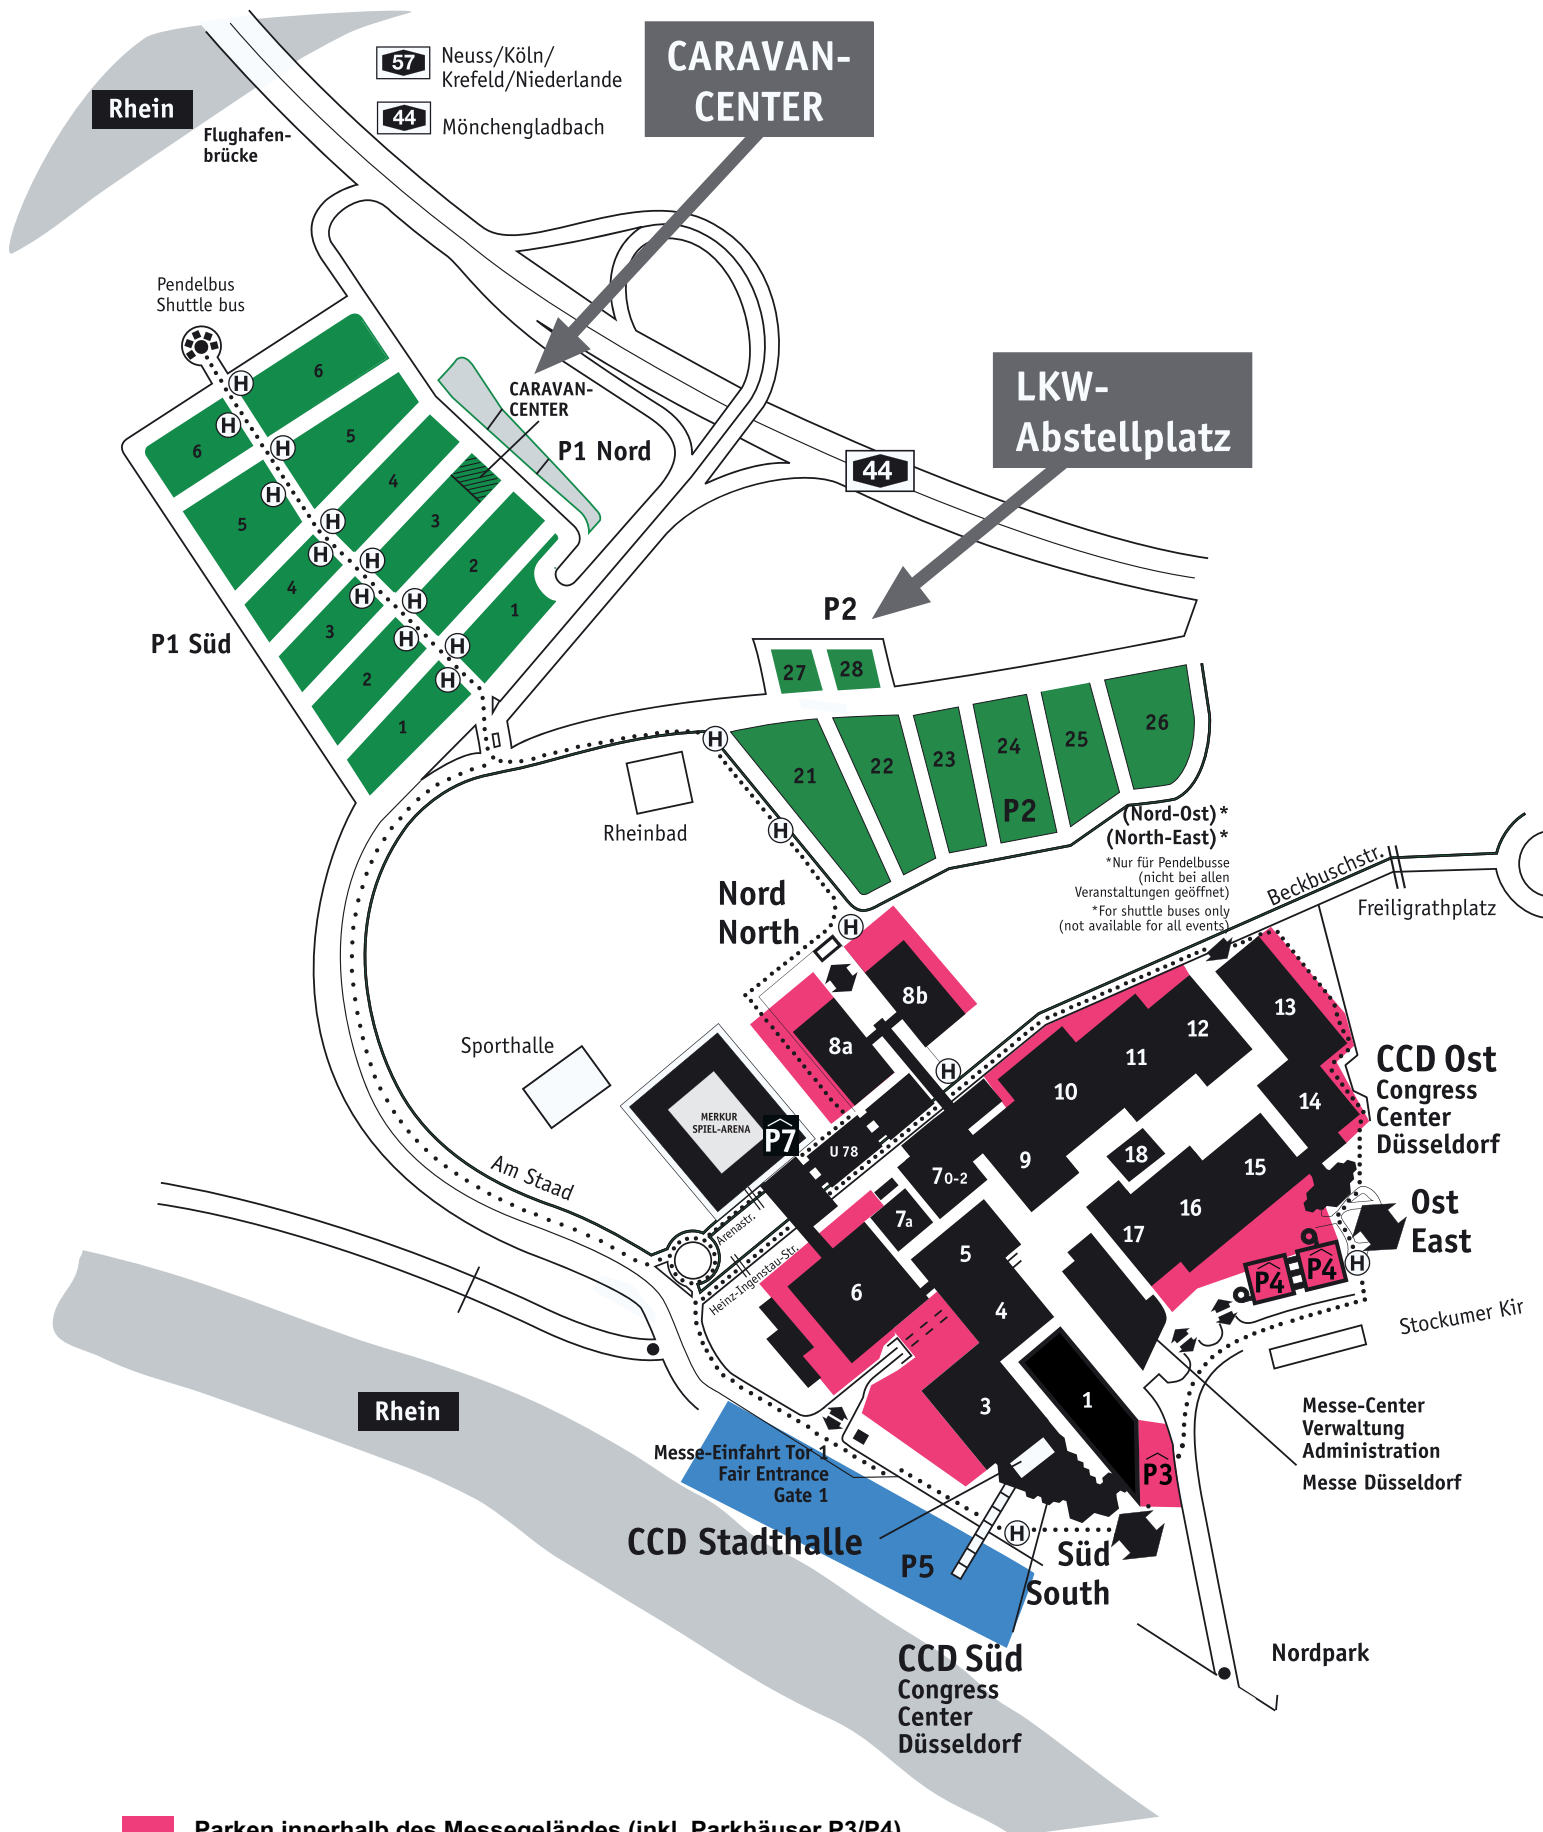 57
Neuss/Köln/
Krefeld/Niederlande
44
Mönchengladbach
CARAVAN-
CENTER
Rhein
Flughafen-
brücke
Pendelbus
Shuttle bus
H
H
H
H
H
H
H
H
H
H
H
H
6
6
5
5
4
4
3
3
2
2
1
1
CARAVAN-
CENTER
P1 Nord
P1 Süd
LKW-
Abstellplatz
44
P2
27
28
21
22
23
24
25
26
P2
(Nord-Ost)*
(North-East)*
*Nur für Pendelbusse
(nicht bei allen
Veranstaltungen geöffnet)
*For shuttle buses only
(not available for all events)
H
H
H
H
Rheinbad
Nord
North
Beckbuschstr.
Freiligrathplatz
Sporthalle
MERKUR
SPIEL-ARENA
P7
U 78
8a
8b
13
12
11
10
9
14
18
15
16
17
70-2
7a
6
5
4
3
1
CCD Ost
Congress
Center
Düsseldorf
Ost
East
H
P4
P4
Stockumer Kir
Am Staad
Arenastr.
Heinz-Ingenstau-Str.
Rhein
Messe-Einfahrt Tor 1
Fair Entrance
Gate 1
CCD Stadthalle
P5
P3
H
Süd
South
Messe-Center
Verwaltung
Administration
Messe Düsseldorf
CCD Süd
Congress
Center
Düsseldorf
Nordpark
Parken innerhalb des Messegeländes (inkl. Parkhäuser P3/P4)